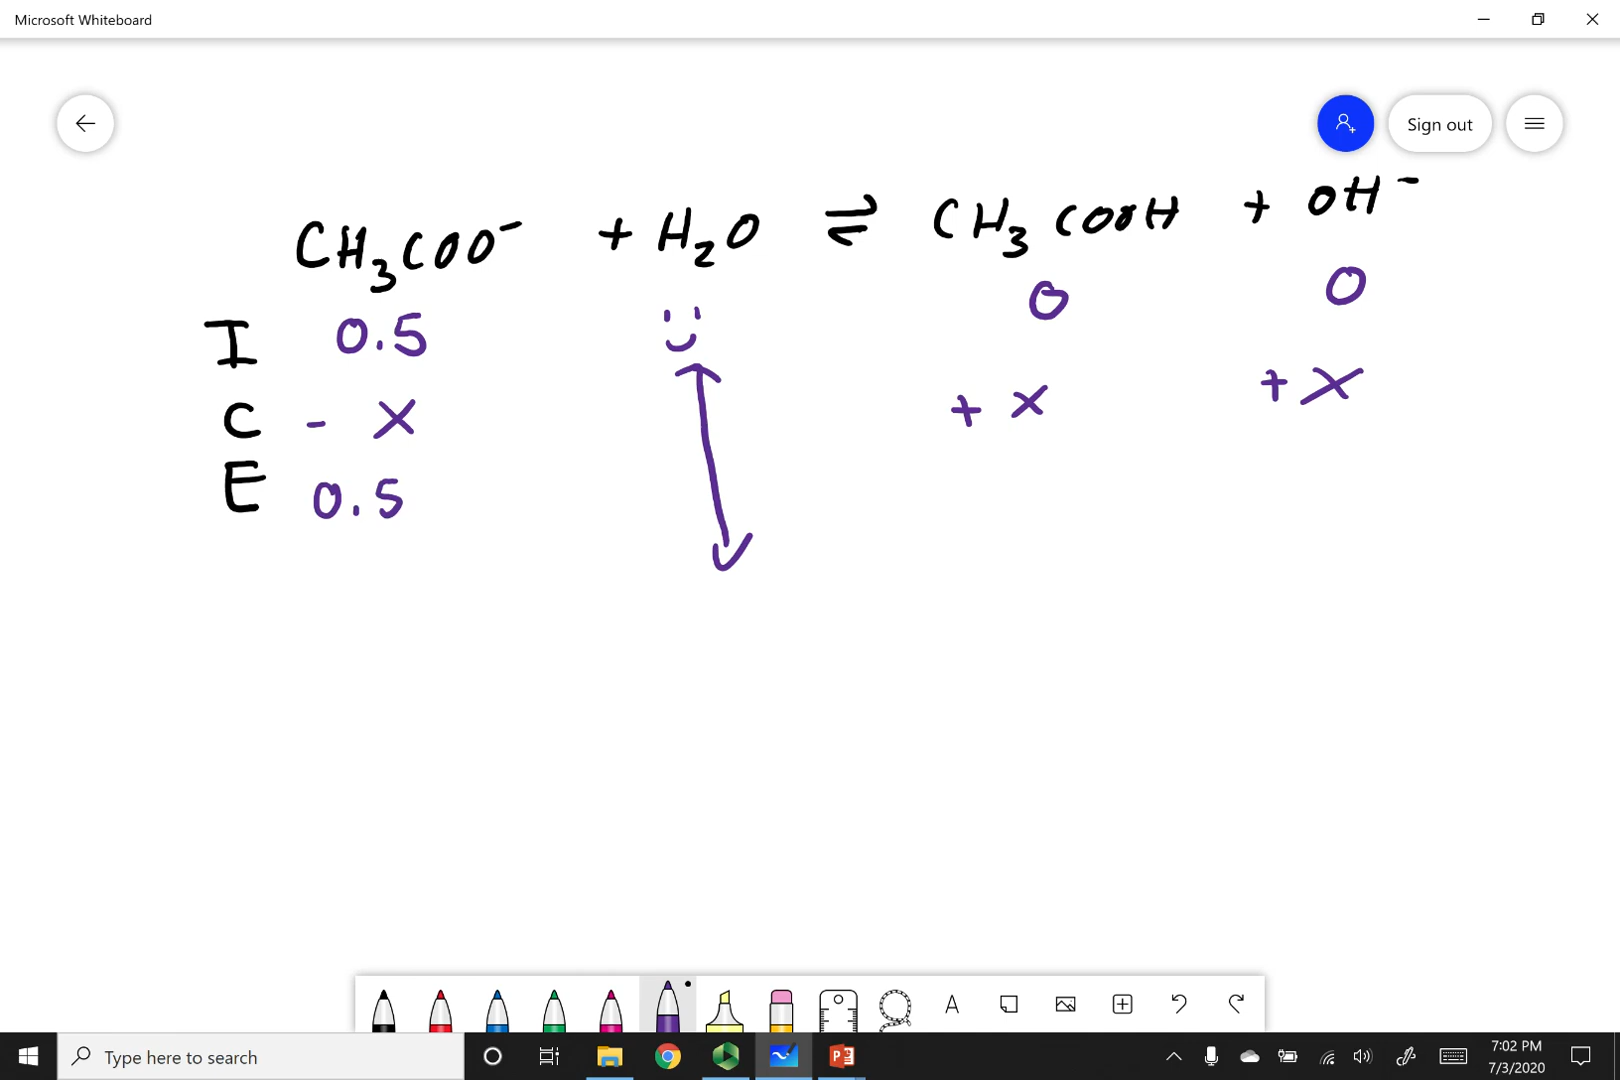 Microsoft Whiteboard
Sign out
CH₃COO⁻ + H₂O ⇌ CH₃COOH + OH⁻
I 0.5 0 0
C - x + x + x
E 0.5
A
Type here to search
7:02 PM
7/3/2020